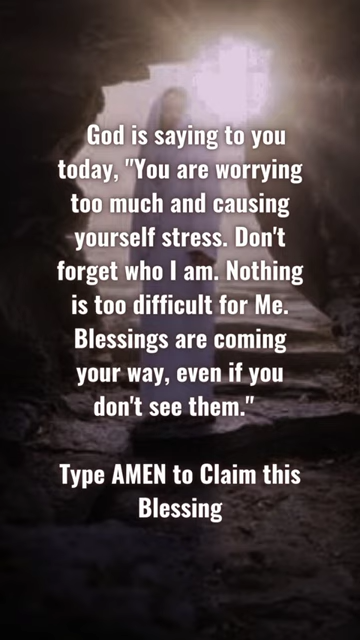 God is saying to you
today, "You are worrying
too much and causing
yourself stress. Don't
forget who I am. Nothing
is too difficult for Me.
Blessings are coming
your way, even if you
don't see them."
Type AMEN to Claim this
Blessing